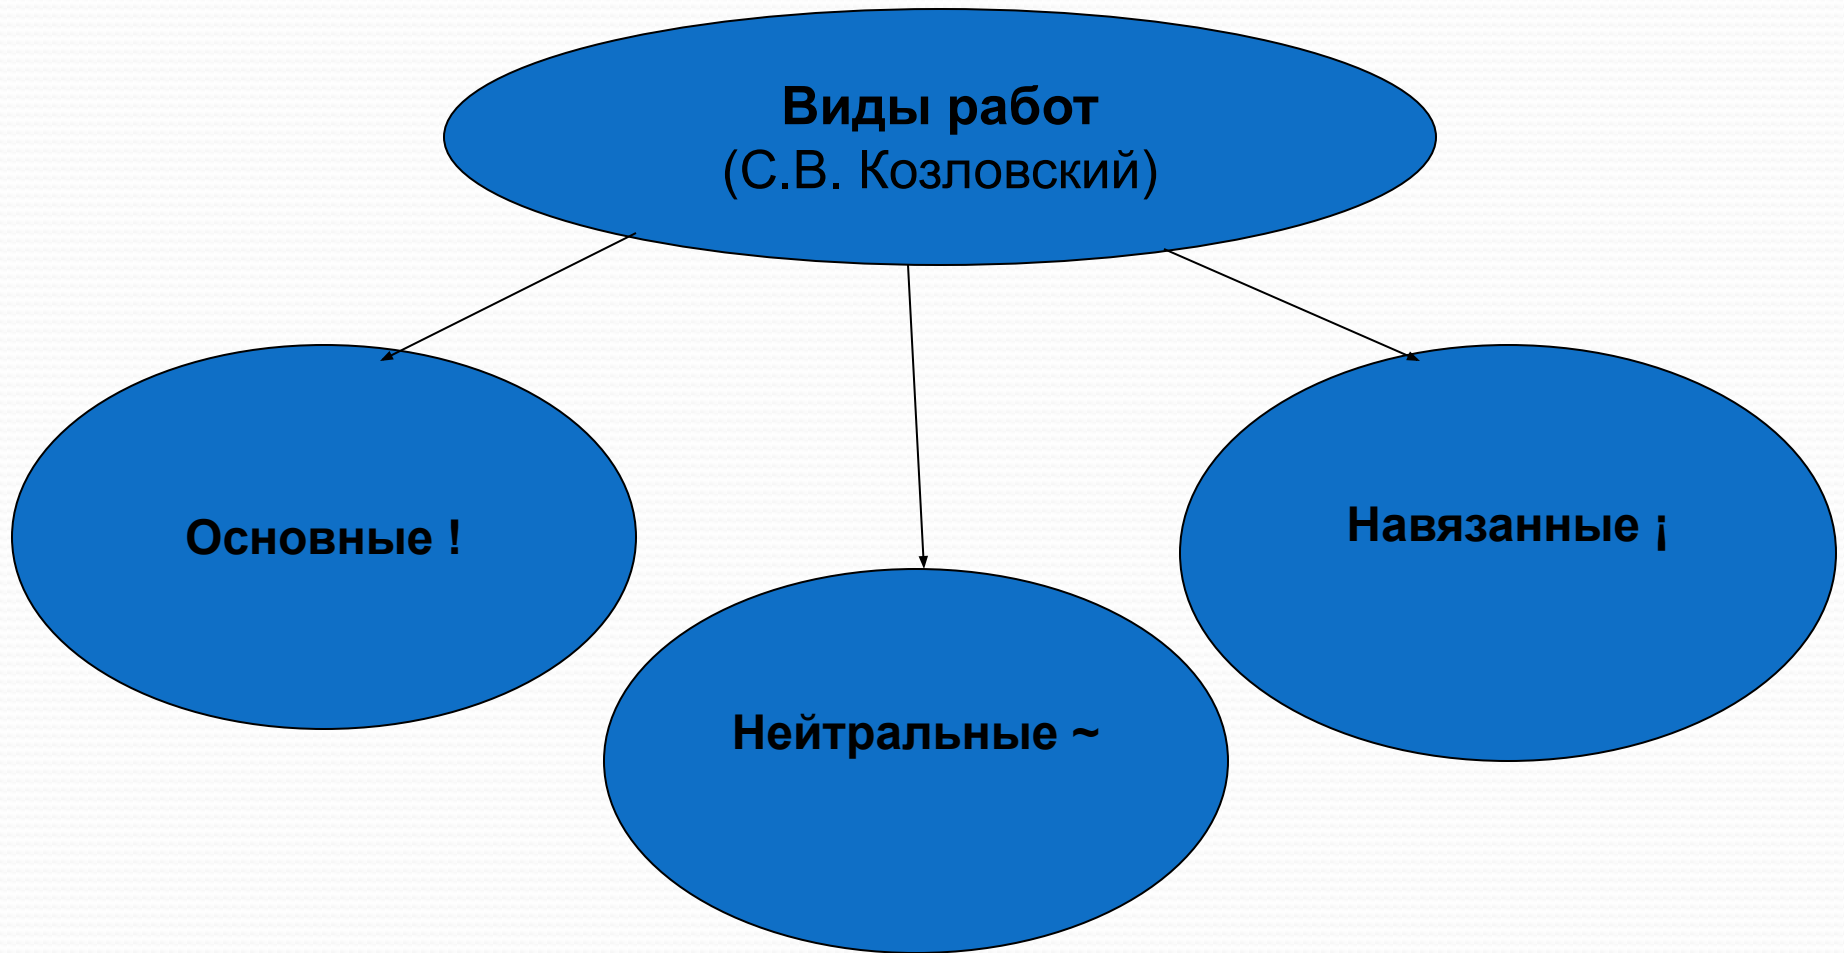 Виды работ
(С.В. Козловский)
Основные !
Нейтральные ~
Навязанные ¡